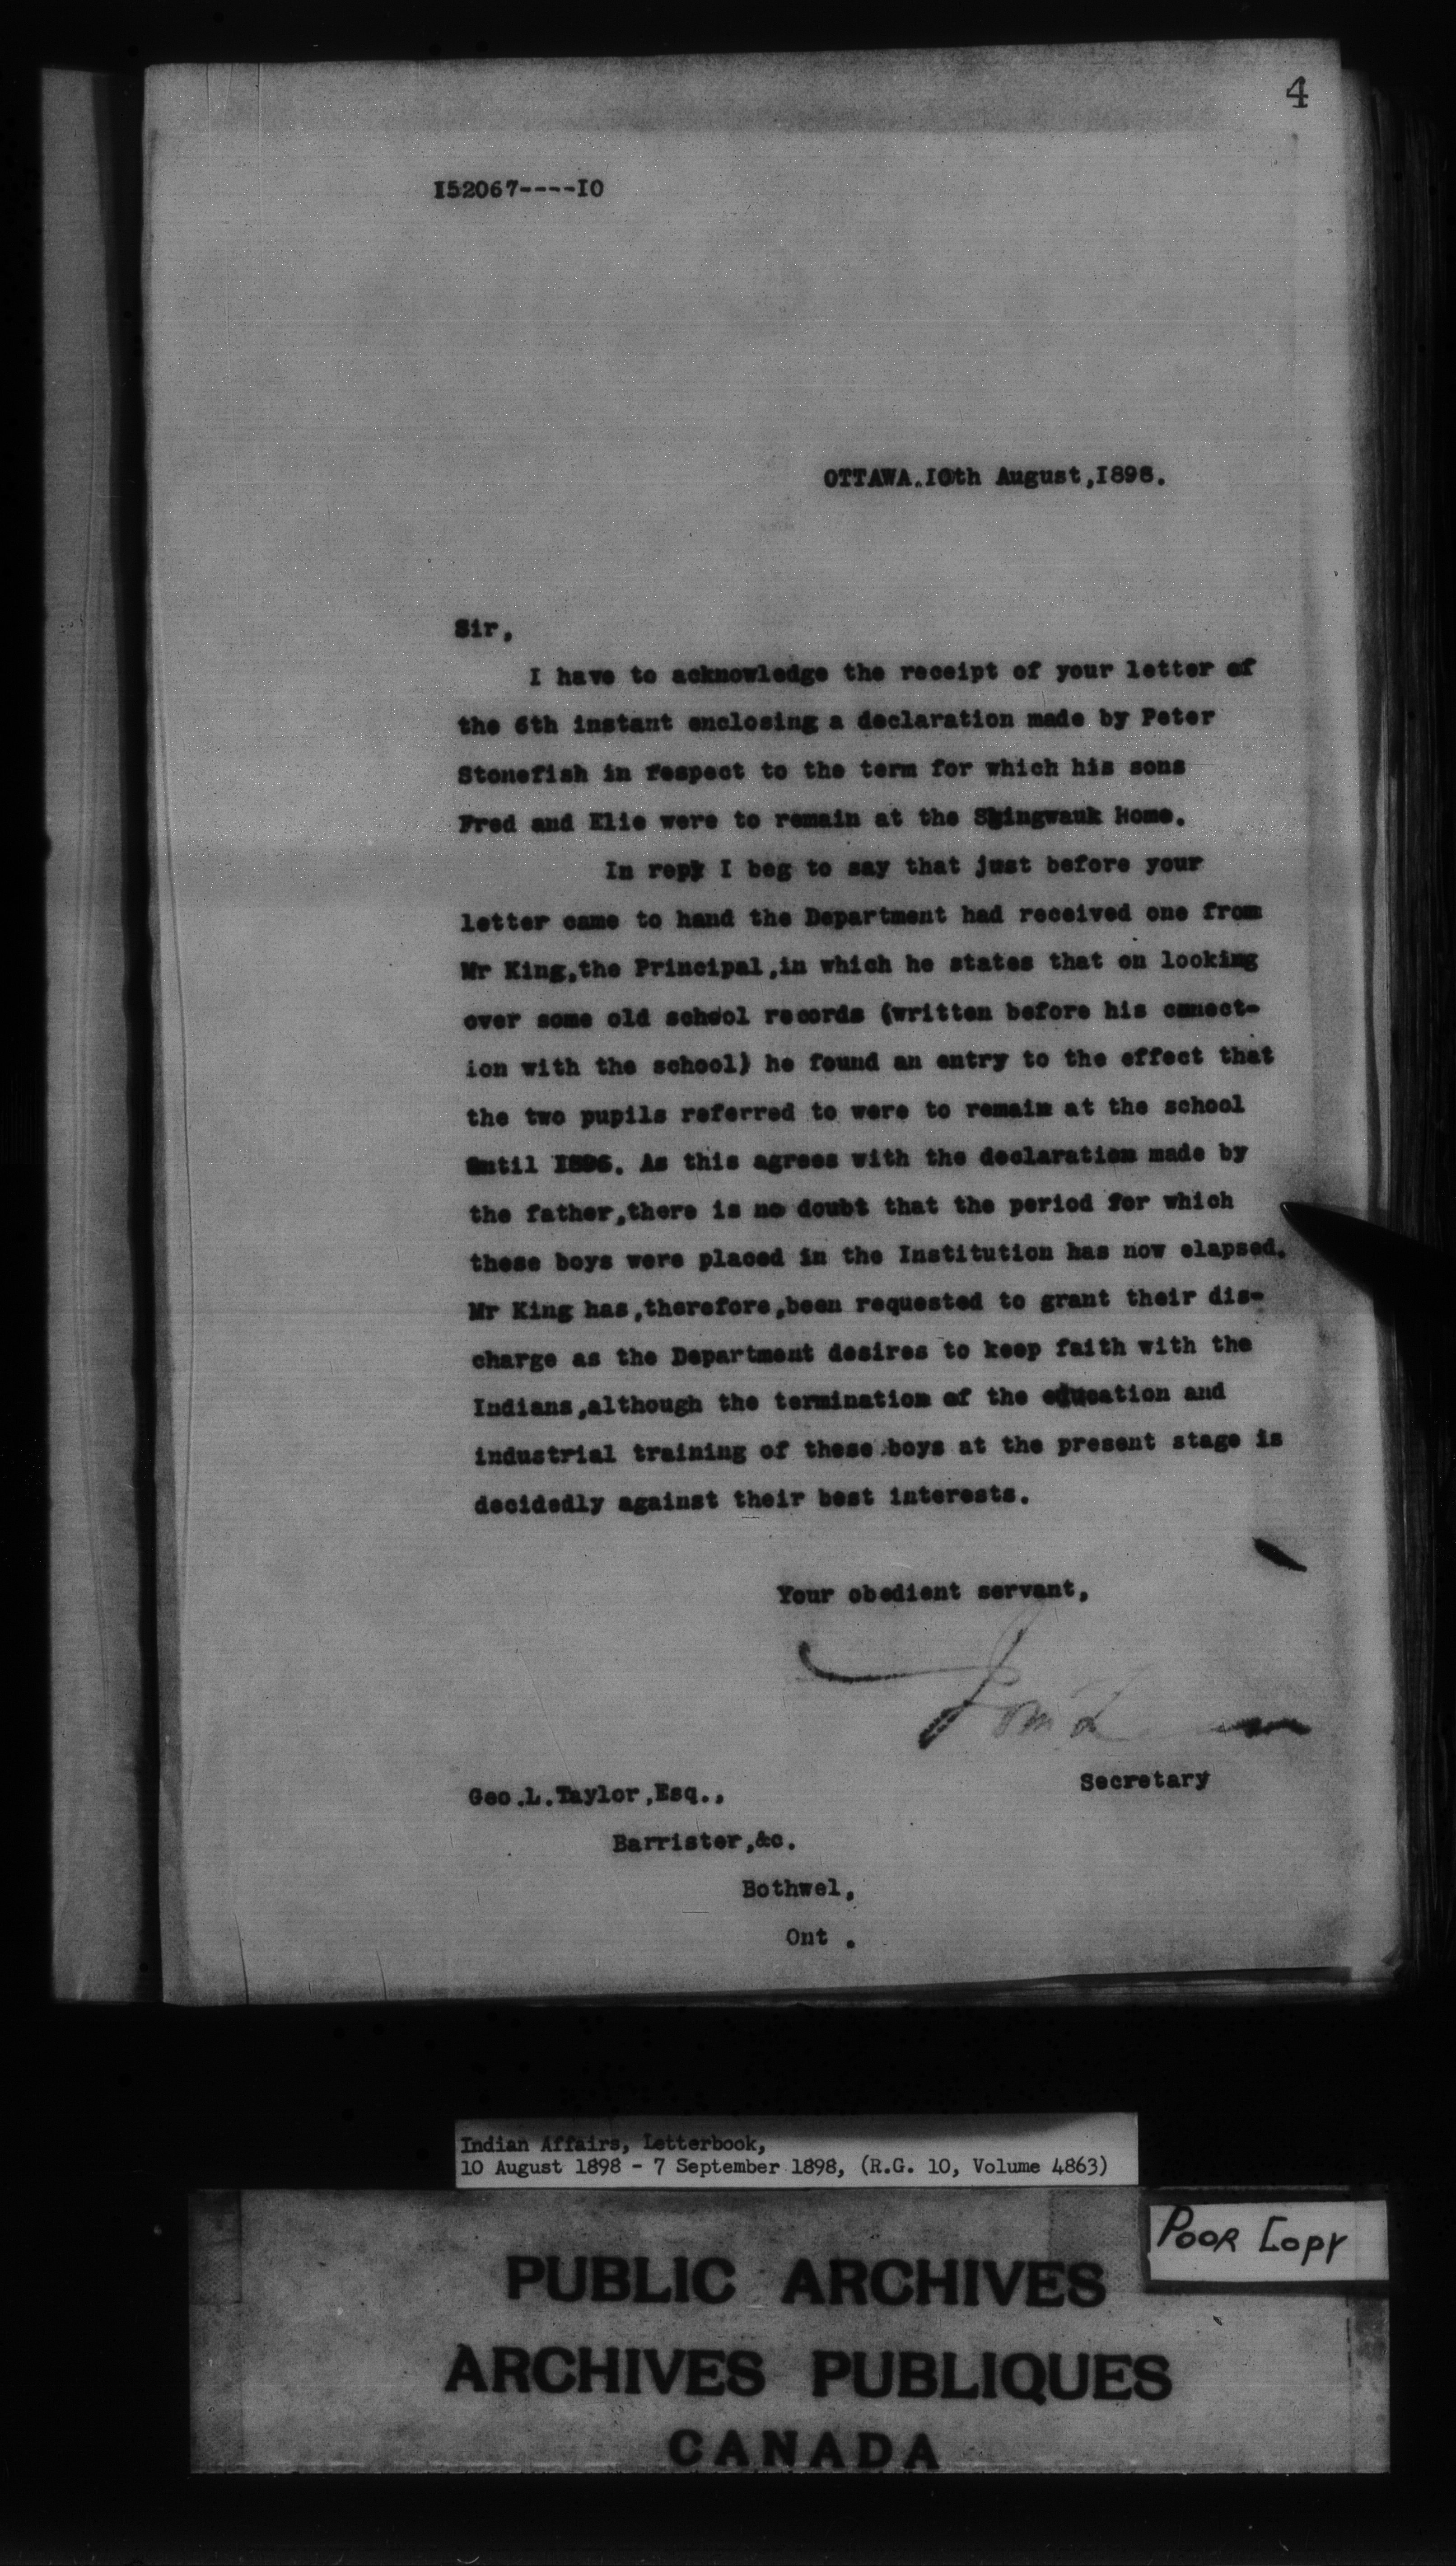 4
I52067----IO
OTTAWA.10th August,I898.
Sir,
I have to acknowledge the receipt of your letter of
the 6th instant enclosing a declaration made by Peter
Stonefish in respect to the term for which his sons
Fred and Elie were to remain at the Shingwauk Home.
In reply I beg to say that just before your
letter came to hand the Department had received one from
Mr King,the Principal,in which he states that on looking
over some old school records (written before his cnnect-
ion with the school) he found an entry to the effect that
the two pupils referred to were to remain at the school
until I896. As this agrees with the declaration made by
the father,there is no doubt that the period for which
these boys were placed in the Institution has now elapsed.
Mr King has,therefore,been requested to grant their dis-
charge as the Department desires to keep faith with the
Indians,although the termination of the education and
industrial training of these boys at the present stage is
decidedly against their best interests.
Your obedient servant,
Secretary
Geo.L.Taylor,Esq.,
Barrister,&c.
Bothwel,
Ont .
Indian Affairs, Letterbook,
10 August 1898 - 7 September 1898, (R.G. 10, Volume 4863)
POOR COPY
PUBLIC ARCHIVES
ARCHIVES PUBLIQUES
CANADA